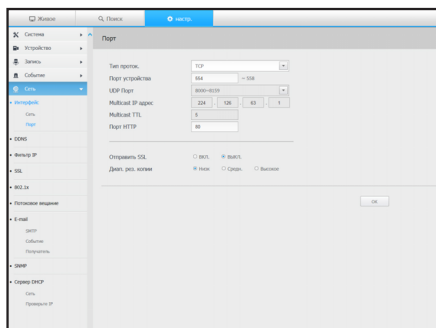 Живое
Поиск
настр.
Система
Устройство
Запись
Событие
Сеть
Интерфейс
Сеть
Порт
DDNS
Фильтр IP
SSL
802.1x
Потоковое вещание
E-mail
SMTP
Событие
Получатель
SNMP
Сервер DHCP
Сеть
Проверьте IP
Порт
Тип проток. TCP
Порт устройства 554 ~ 558
UDP Порт 8000~8159
Multicast IP адрес 224 . 126 . 63 . 1
Multicast TTL 5
Порт HTTP 80
Отправить SSL ВКЛ. ВЫКЛ.
Диап. рез. копии Низк Средн. Высокое
OK